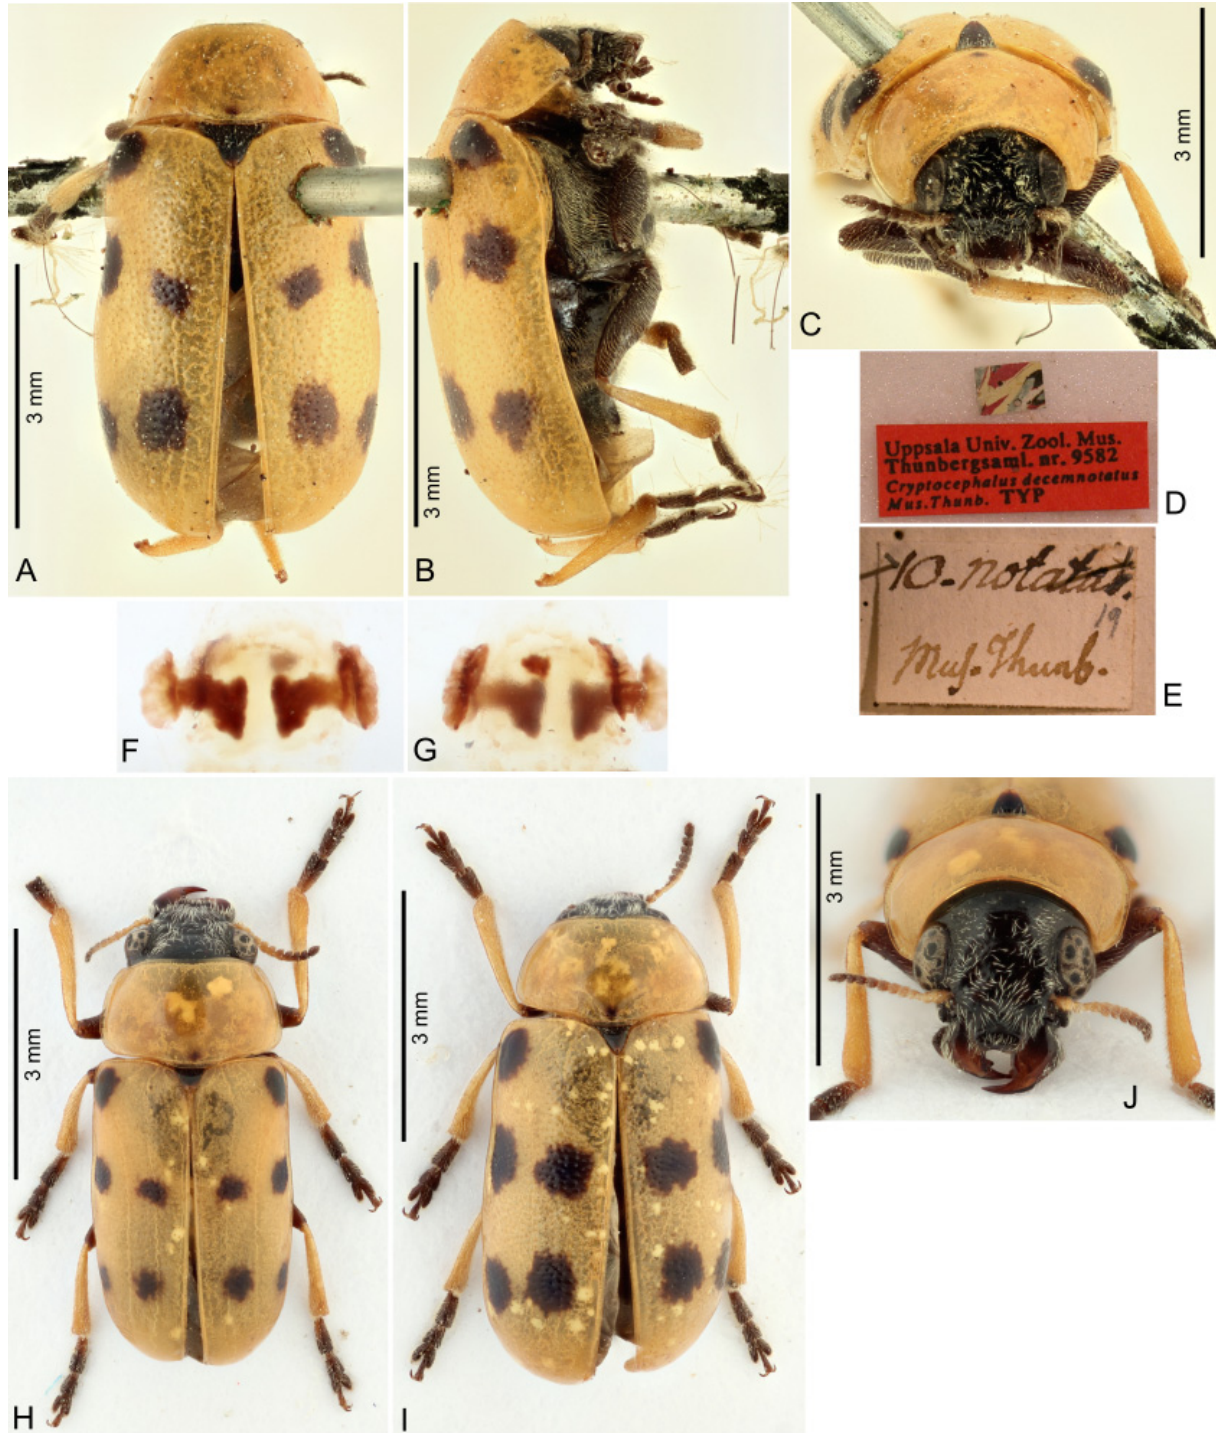 A
3 mm
B
3 mm
C
3 mm
Uppsala Univ. Zool. Mus.
Thunbergsaml. nr. 9582
Cryptocephalus decemnotatus
Mus. Thunb. TYP
D
10-notatus.
19
Mus. Thunb.
E
F
G
H
3 mm
I
3 mm
J
3 mm